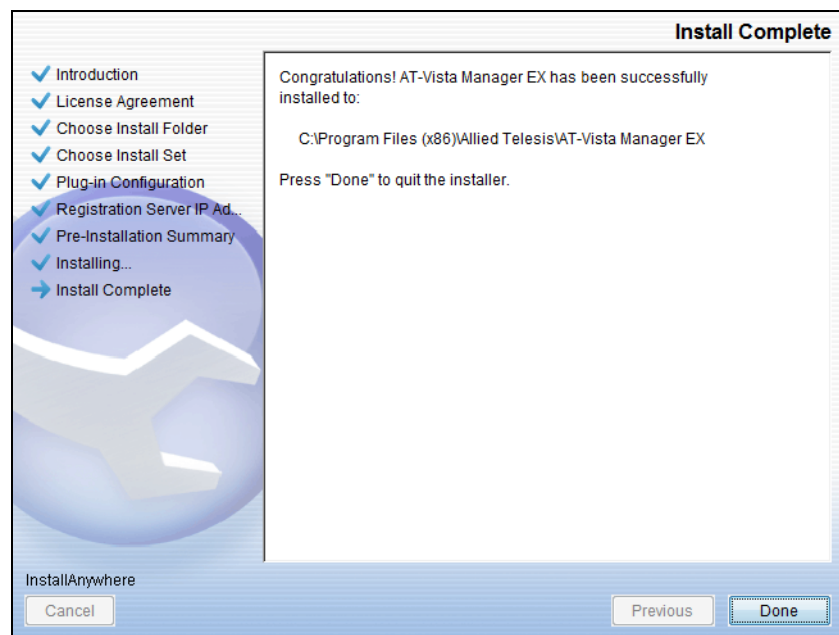 Install Complete
Introduction
License Agreement
Choose Install Folder
Choose Install Set
Plug-in Configuration
Registration Server IP Ad...
Pre-Installation Summary
Installing...
Install Complete
Congratulations! AT-Vista Manager EX has been successfully
installed to:
C:\Program Files (x86)\Allied Telesis\AT-Vista Manager EX
Press "Done" to quit the installer.
InstallAnywhere
Cancel
Previous
Done